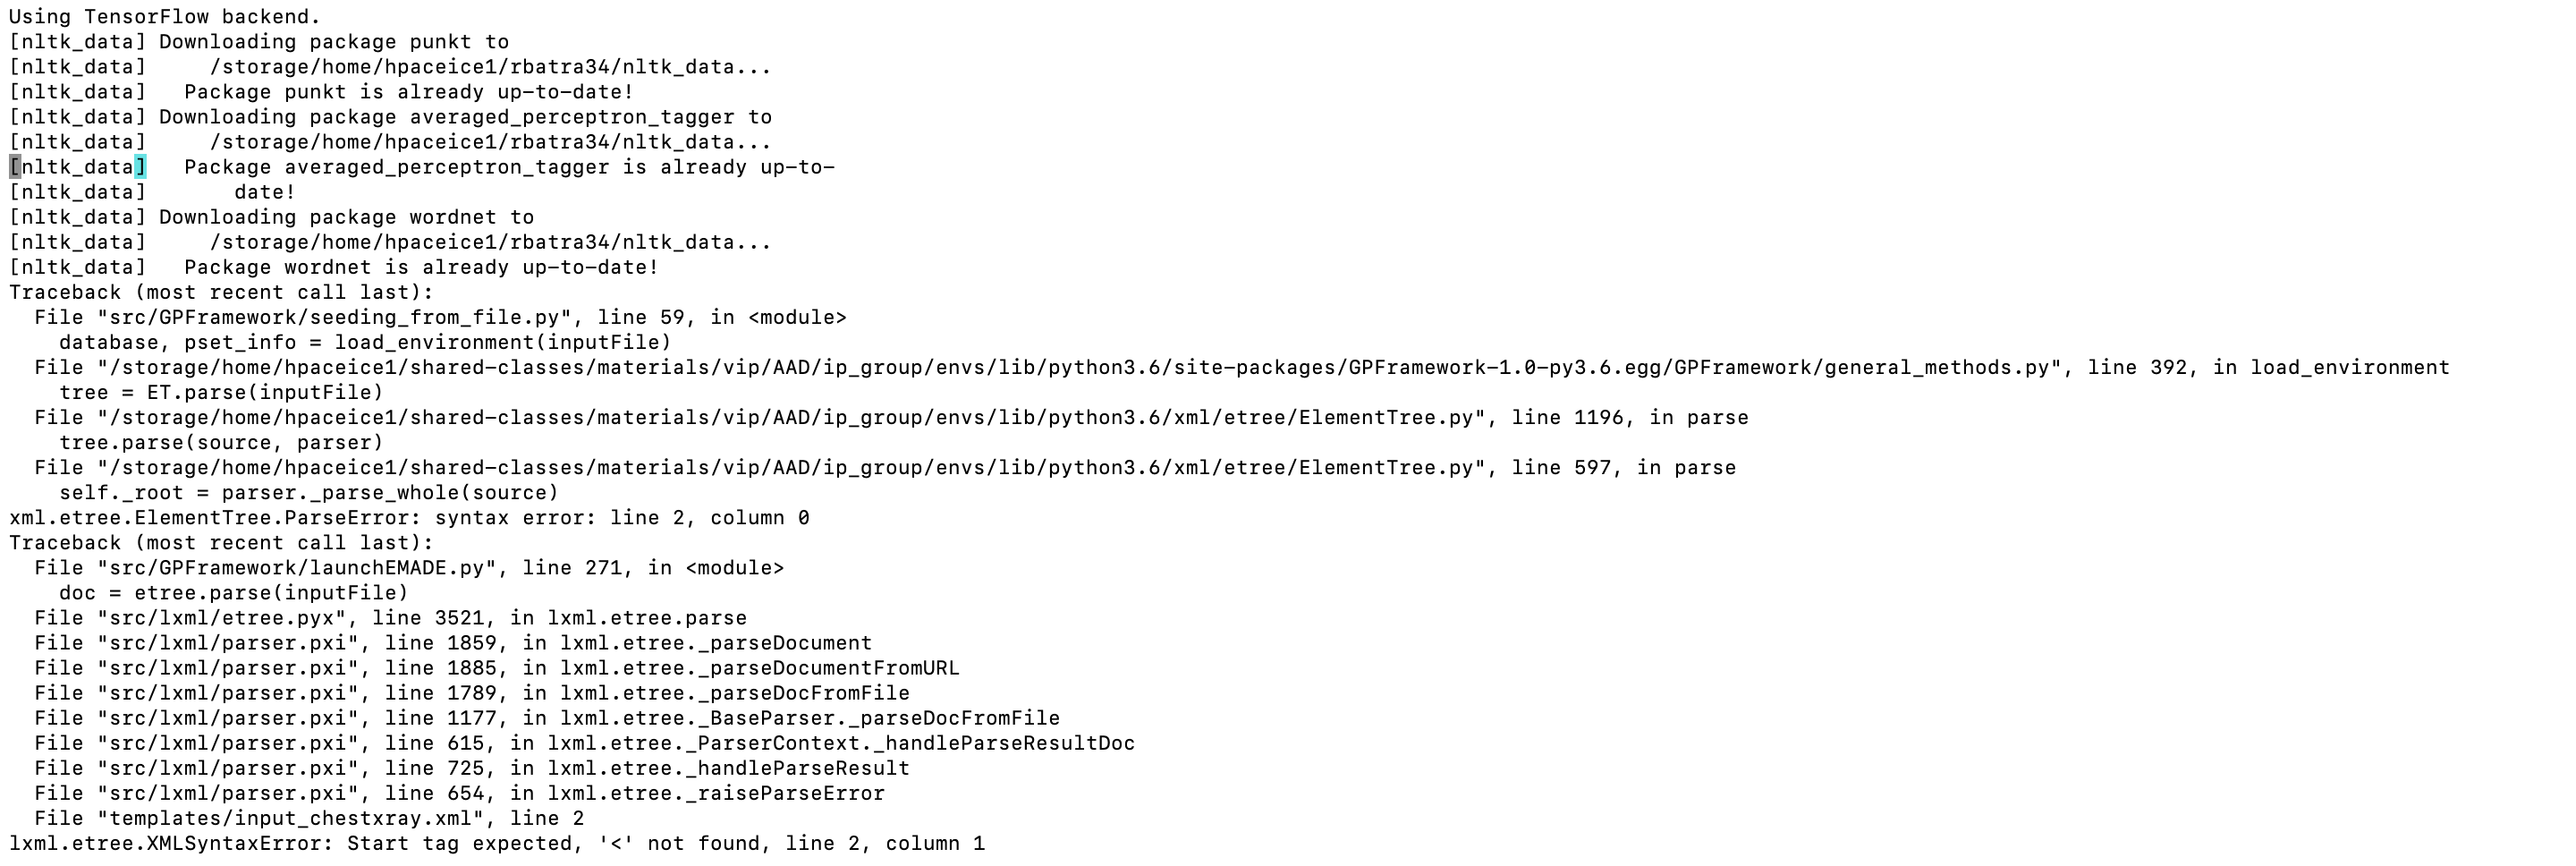 Using TensorFlow backend.
[nltk_data] Downloading package punkt to
[nltk_data]     /storage/home/hpaceice1/rbatra34/nltk_data...
[nltk_data]   Package punkt is already up-to-date!
[nltk_data] Downloading package averaged_perceptron_tagger to
[nltk_data]     /storage/home/hpaceice1/rbatra34/nltk_data...
[nltk_data]   Package averaged_perceptron_tagger is already up-to-
[nltk_data]       date!
[nltk_data] Downloading package wordnet to
[nltk_data]     /storage/home/hpaceice1/rbatra34/nltk_data...
[nltk_data]   Package wordnet is already up-to-date!
Traceback (most recent call last):
  File "src/GPFramework/seeding_from_file.py", line 59, in <module>
    database, pset_info = load_environment(inputFile)
  File "/storage/home/hpaceice1/shared-classes/materials/vip/AAD/ip_group/envs/lib/python3.6/site-packages/GPFramework-1.0-py3.6.egg/GPFramework/general_methods.py", line 392, in load_environment
    tree = ET.parse(inputFile)
  File "/storage/home/hpaceice1/shared-classes/materials/vip/AAD/ip_group/envs/lib/python3.6/xml/etree/ElementTree.py", line 1196, in parse
    tree.parse(source, parser)
  File "/storage/home/hpaceice1/shared-classes/materials/vip/AAD/ip_group/envs/lib/python3.6/xml/etree/ElementTree.py", line 597, in parse
    self._root = parser._parse_whole(source)
xml.etree.ElementTree.ParseError: syntax error: line 2, column 0
Traceback (most recent call last):
  File "src/GPFramework/launchEMADE.py", line 271, in <module>
    doc = etree.parse(inputFile)
  File "src/lxml/etree.pyx", line 3521, in lxml.etree.parse
  File "src/lxml/parser.pxi", line 1859, in lxml.etree._parseDocument
  File "src/lxml/parser.pxi", line 1885, in lxml.etree._parseDocumentFromURL
  File "src/lxml/parser.pxi", line 1789, in lxml.etree._parseDocFromFile
  File "src/lxml/parser.pxi", line 1177, in lxml.etree._BaseParser._parseDocFromFile
  File "src/lxml/parser.pxi", line 615, in lxml.etree._ParserContext._handleParseResultDoc
  File "src/lxml/parser.pxi", line 725, in lxml.etree._handleParseResult
  File "src/lxml/parser.pxi", line 654, in lxml.etree._raiseParseError
  File "templates/input_chestxray.xml", line 2
lxml.etree.XMLSyntaxError: Start tag expected, '<' not found, line 2, column 1